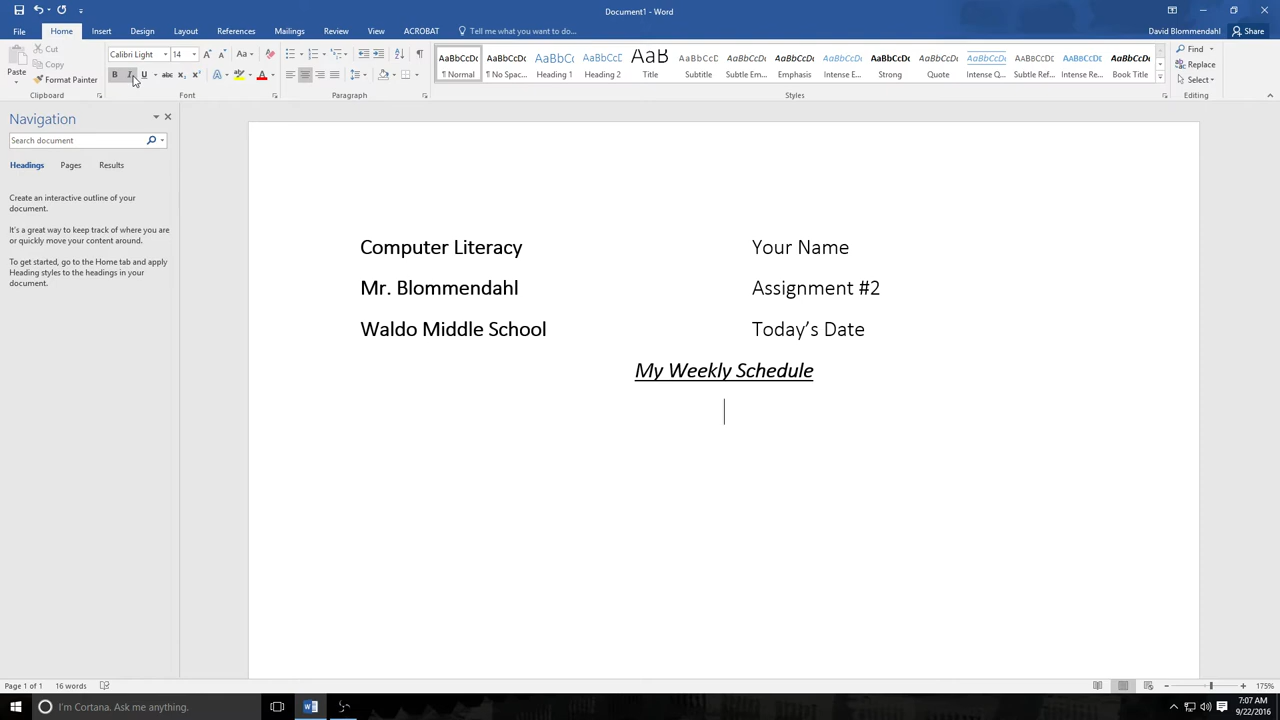 Document1 - Word
File Home Insert Design Layout References Mailings Review View ACROBAT Tell me what you want to do... David Blommendahl Share
Paste
Cut
Copy
Format Painter
Clipboard
Calibri Light 14
Font
Paragraph
AaBbCcDc AaBbCcDc AaBbCc AaBbCcC AaB AaBbCcD AaBbCcDc AaBbCcDc AaBbCcDc AaBbCcDc AaBbCcDc AaBbCcDc AaBbCcDc AaBbCcDc AaBbCcDc
¶ Normal ¶ No Spac... Heading 1 Heading 2 Title Subtitle Subtle Em... Emphasis Intense E... Strong Quote Intense Q... Subtle Ref... Intense Re... Book Title
Styles
Find
Replace
Select
Editing
Navigation
Search document
Headings Pages Results
Create an interactive outline of your
document.
It's a great way to keep track of where you are
or quickly move your content around.
To get started, go to the Home tab and apply
Heading styles to the headings in your
document.
Computer Literacy Your Name
Mr. Blommendahl Assignment #2
Waldo Middle School Today's Date
My Weekly Schedule
Page 1 of 1 16 words 175%
I'm Cortana. Ask me anything.
7:07 AM
9/22/2016